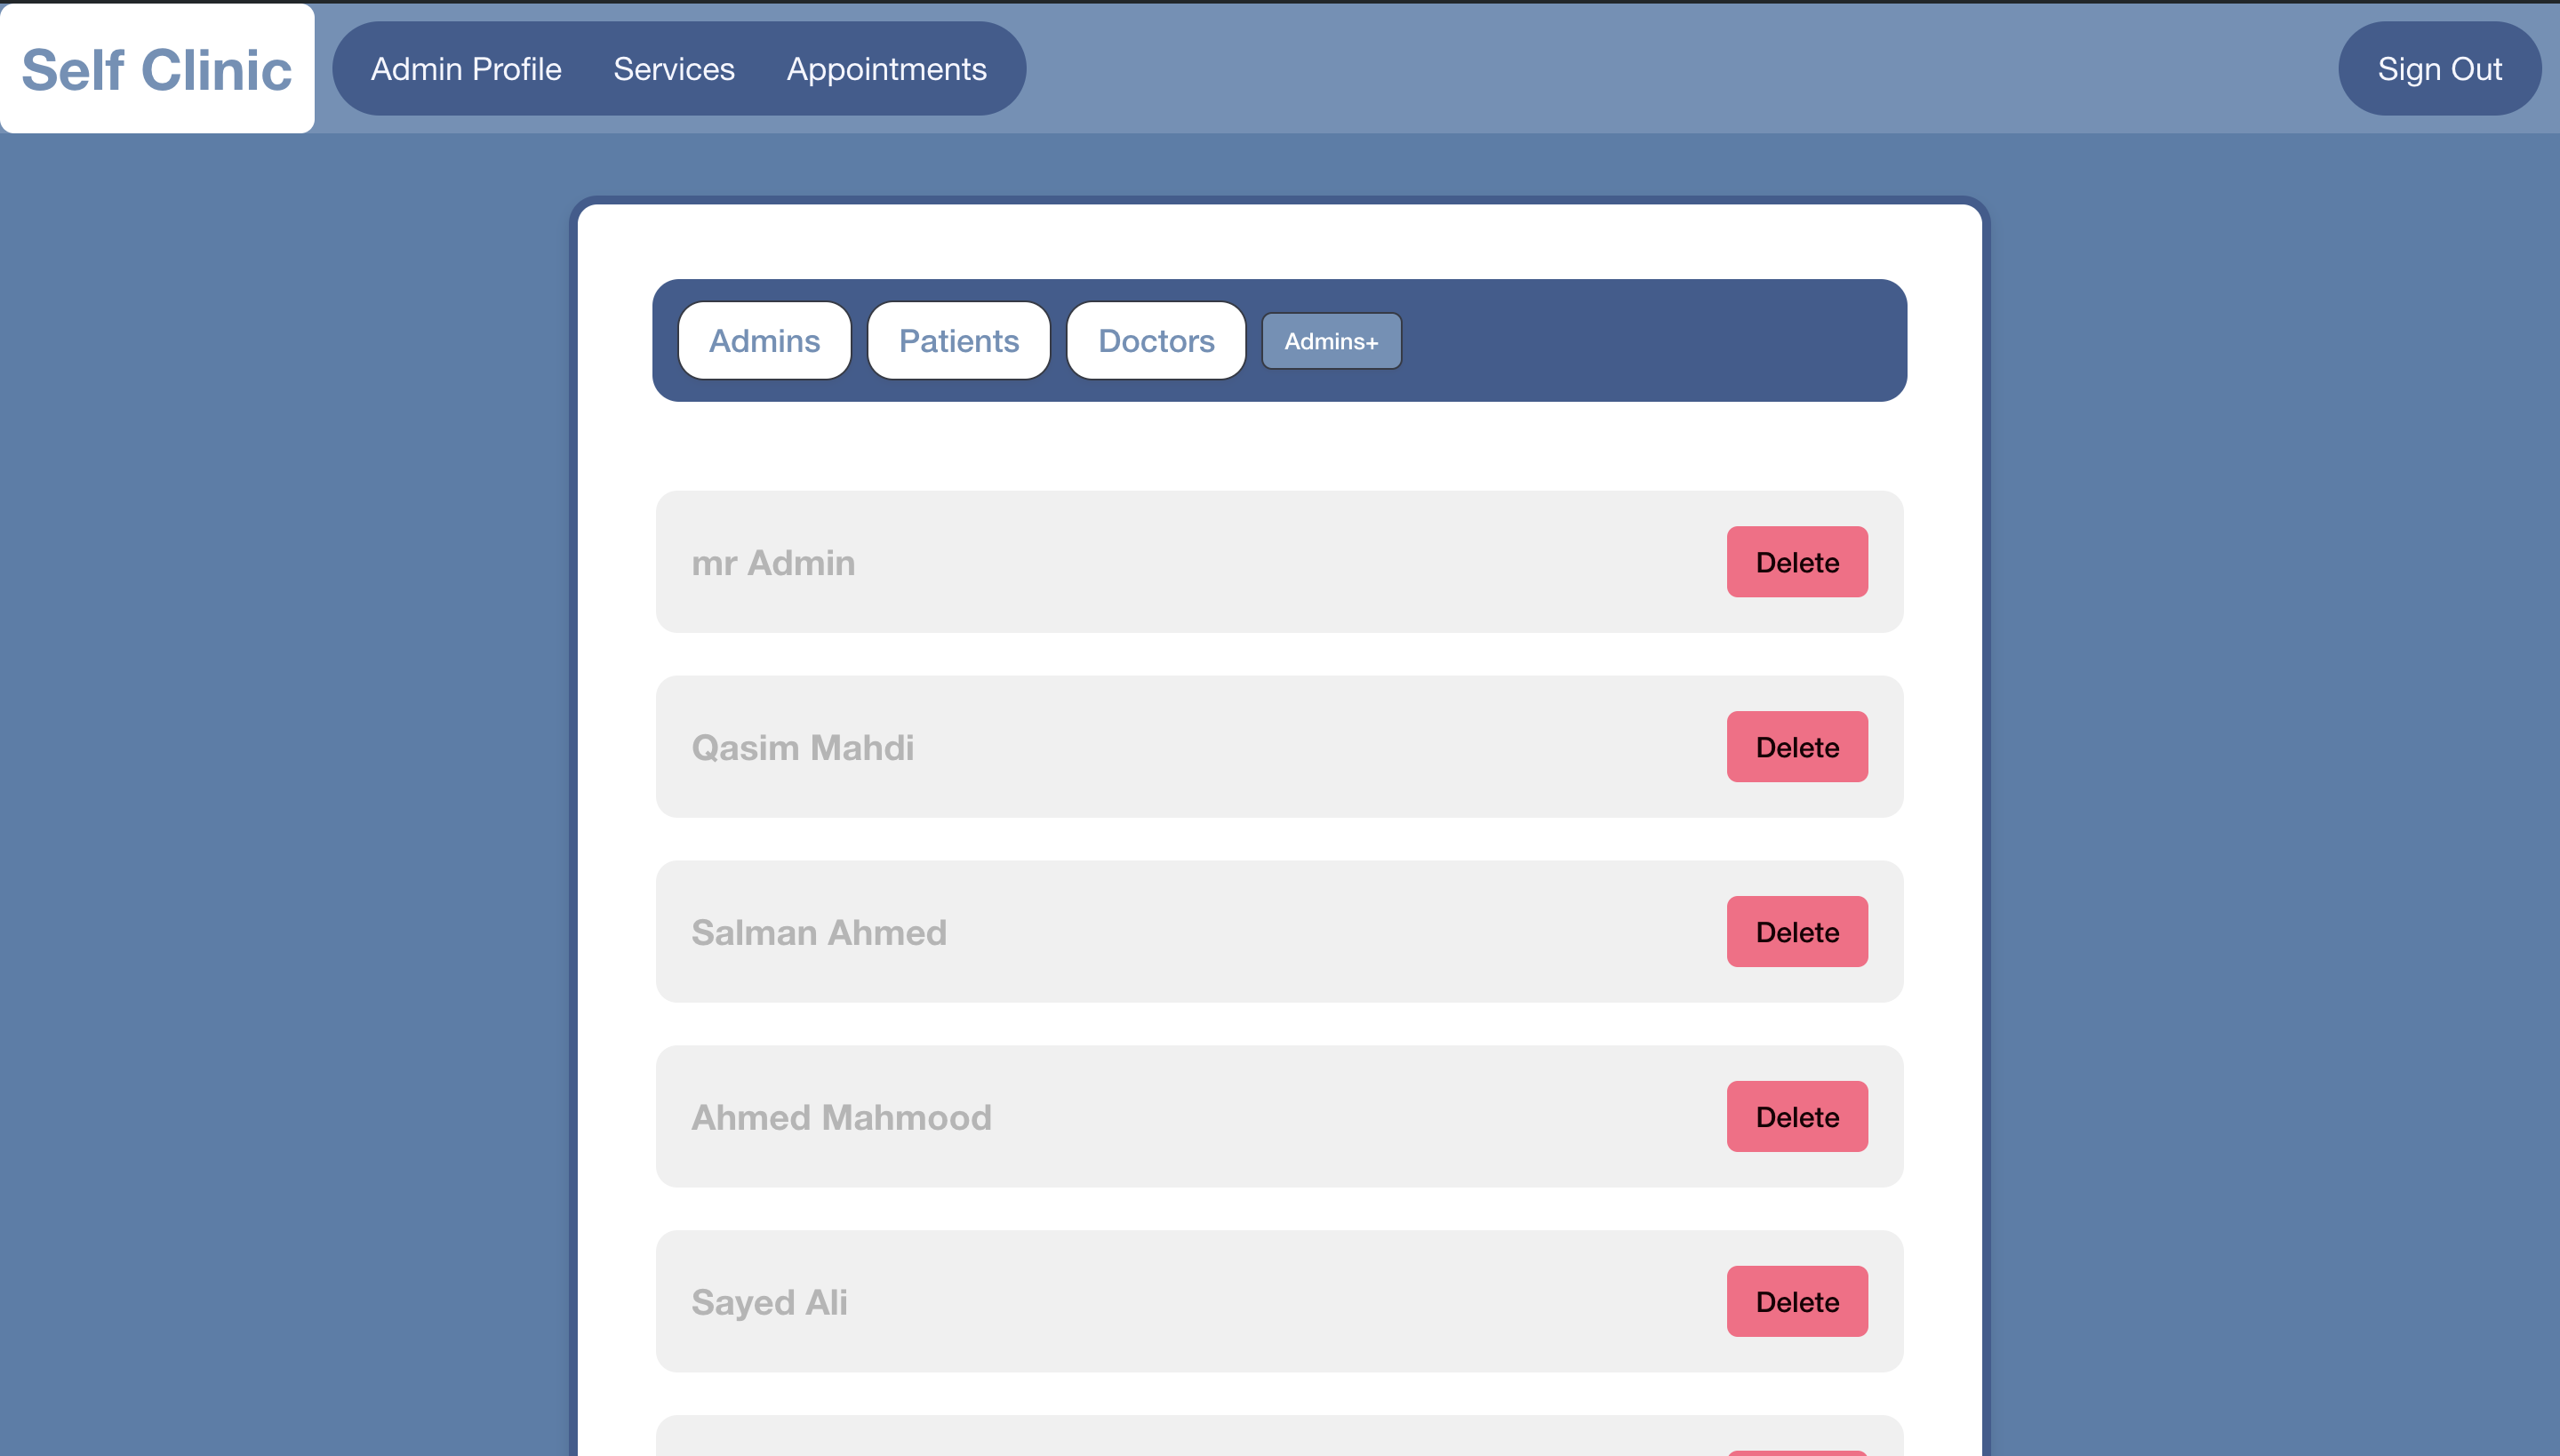 Self Clinic
Admin Profile Services Appointments
Sign Out
Admins Patients Doctors Admins+
mr Admin
Delete
Qasim Mahdi
Delete
Salman Ahmed
Delete
Ahmed Mahmood
Delete
Sayed Ali
Delete